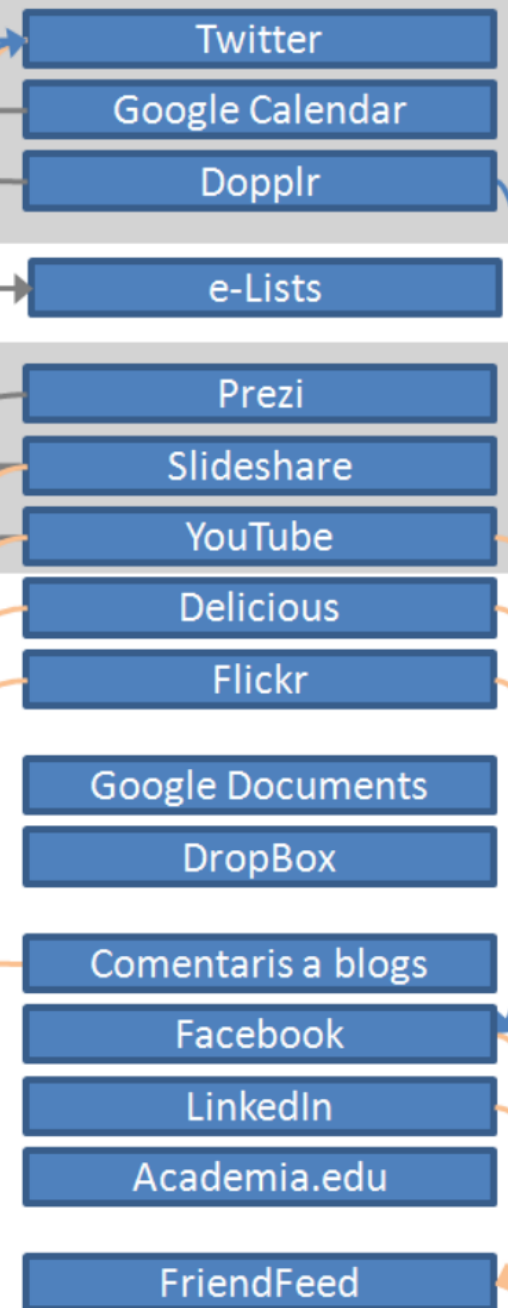 Twitter
Google Calendar
Dopplr
e-Lists
Prezi
Slideshare
YouTube
Delicious
Flickr
Google Documents
DropBox
Comentaris a blogs
Facebook
LinkedIn
Academia.edu
FriendFeed